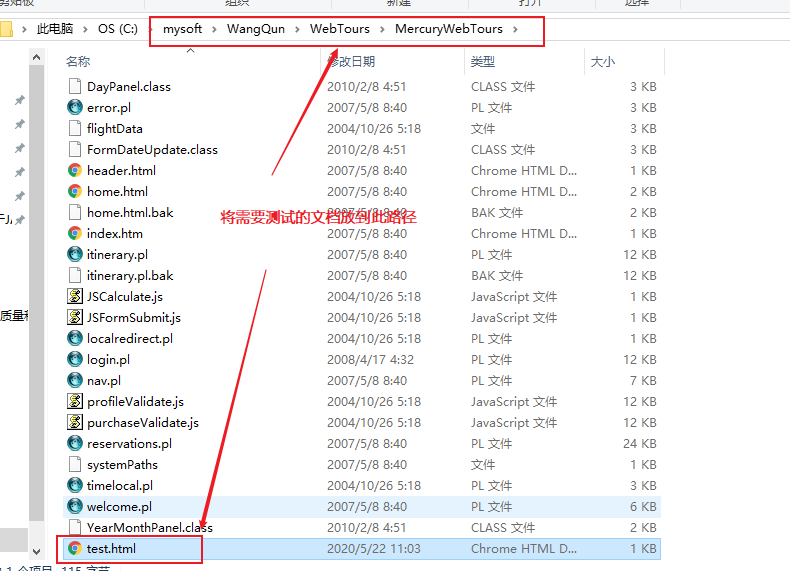 剪贴板 组织 新建 打开 选择
此电脑 > OS (C:) > mysoft > WangQun > WebTours > MercuryWebTours >
名称 修改日期 类型 大小
DayPanel.class 2010/2/8 4:51 CLASS 文件 3 KB
error.pl 2007/5/8 8:40 PL 文件 3 KB
flightData 2004/10/26 5:18 文件 3 KB
FormDateUpdate.class 2010/2/8 4:51 CLASS 文件 3 KB
header.html 2007/5/8 8:40 Chrome HTML D... 1 KB
home.html 2007/5/8 8:40 Chrome HTML D... 2 KB
home.html.bak 2007/5/8 8:40 BAK 文件 2 KB
将需要测试的文档放到此路径
index.htm 2007/5/8 8:40 Chrome HTML D... 1 KB
itinerary.pl 2007/5/8 8:40 PL 文件 12 KB
itinerary.pl.bak 2007/5/8 8:40 BAK 文件 12 KB
JSCalculate.js 2004/10/26 5:18 JavaScript 文件 1 KB
JSFormSubmit.js 2004/10/26 5:18 JavaScript 文件 1 KB
localredirect.pl 2004/10/26 5:18 PL 文件 1 KB
login.pl 2008/4/17 4:32 PL 文件 12 KB
nav.pl 2007/5/8 8:40 PL 文件 7 KB
profileValidate.js 2004/10/26 5:18 JavaScript 文件 12 KB
purchaseValidate.js 2004/10/26 5:18 JavaScript 文件 12 KB
reservations.pl 2007/5/8 8:40 PL 文件 24 KB
systemPaths 2007/5/8 8:40 文件 1 KB
timelocal.pl 2004/10/26 5:18 PL 文件 3 KB
welcome.pl 2007/5/8 8:40 PL 文件 6 KB
YearMonthPanel.class 2010/2/8 4:51 CLASS 文件 2 KB
test.html 2020/5/22 11:03 Chrome HTML D... 1 KB
质量
1 个项目 115 字节